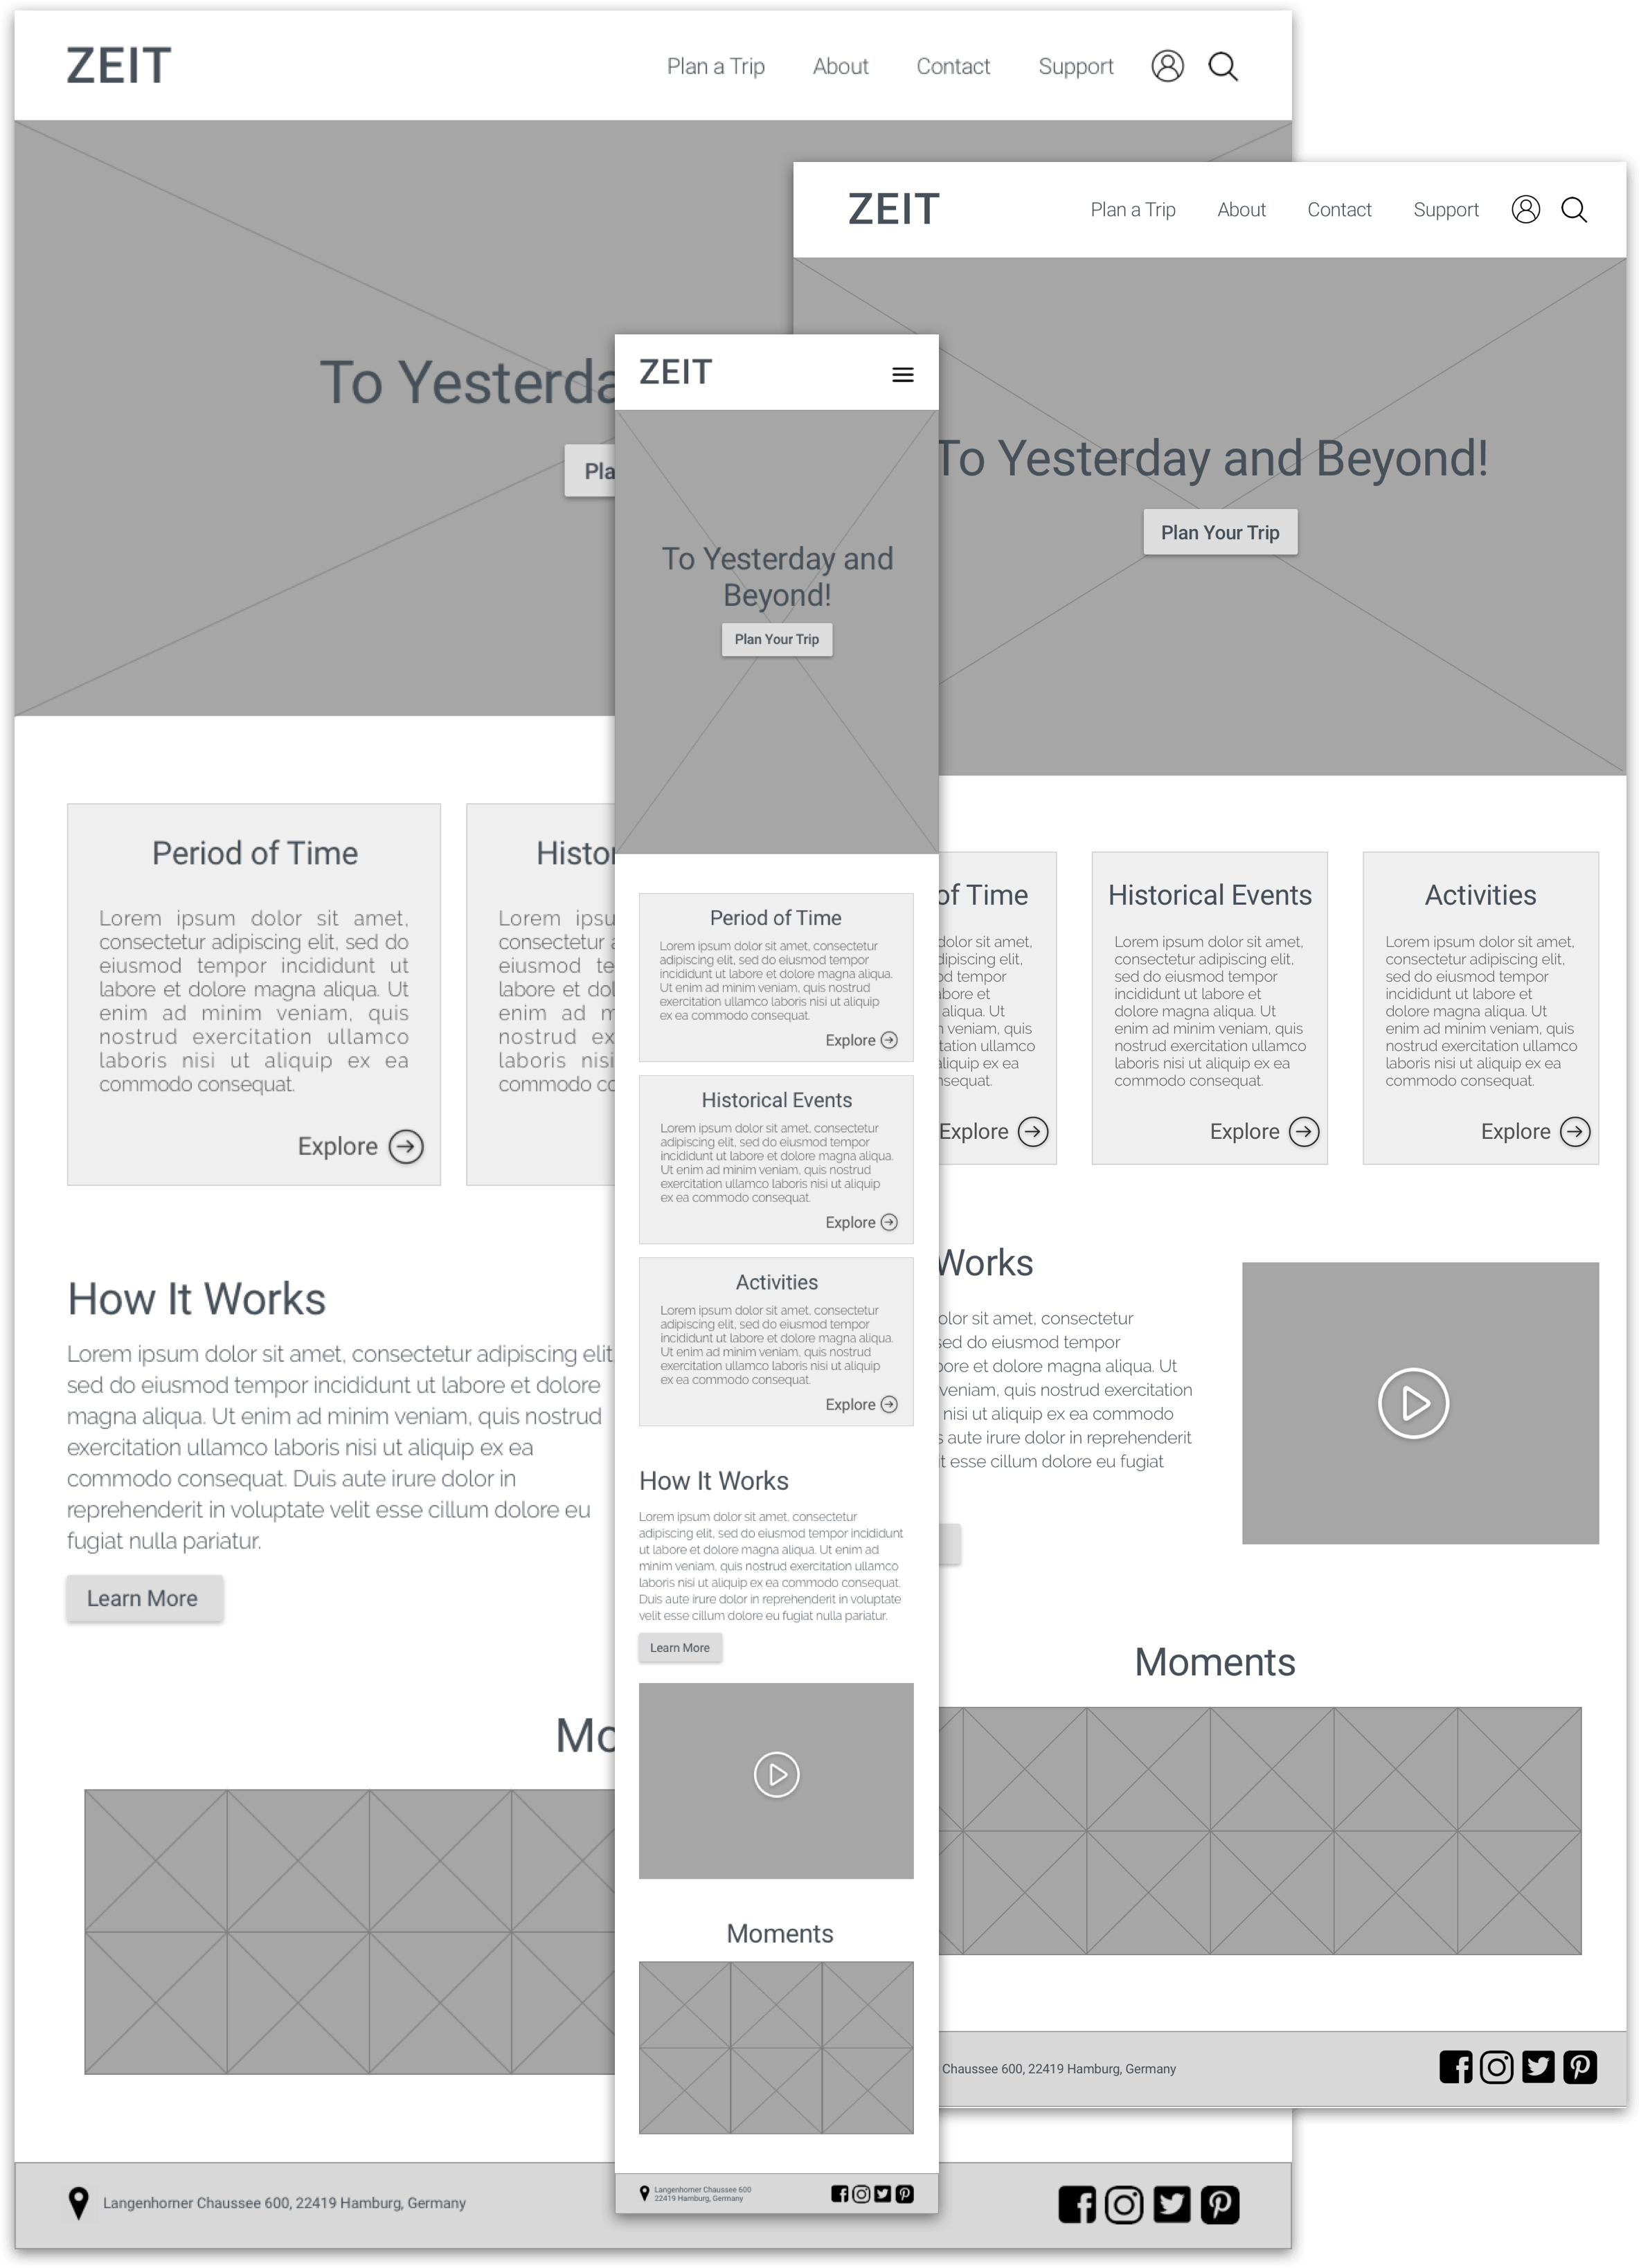 ZEIT
Plan a Trip About Contact Support
To Yesterda
Pla
Period of Time
Lorem ipsum dolor sit amet,
consectetur adipiscing elit, sed do
eiusmod tempor incididunt ut
labore et dolore magna aliqua. Ut
enim ad minim veniam, quis
nostrud exercitation ullamco
laboris nisi ut aliquip ex ea
commodo consequat.
Explore
Histor
Lorem ipsu
consectetur a
eiusmod te
labore et dol
enim ad m
nostrud ex
laboris nisi
commodo co
How It Works
Lorem ipsum dolor sit amet, consectetur adipiscing elit
sed do eiusmod tempor incididunt ut labore et dolore
magna aliqua. Ut enim ad minim veniam, quis nostrud
exercitation ullamco laboris nisi ut aliquip ex ea
commodo consequat. Duis aute irure dolor in
reprehenderit in voluptate velit esse cillum dolore eu
fugiat nulla pariatur.
Learn More
Mo
Langenhorner Chaussee 600, 22419 Hamburg, Germany
ZEIT
To Yesterday and
Beyond!
Plan Your Trip
Period of Time
Lorem ipsum dolor sit amet, consectetur
adipiscing elit, sed do eiusmod tempor
incididunt ut labore et dolore magna aliqua.
Ut enim ad minim veniam, quis nostrud
exercitation ullamco laboris nisi ut aliquip
ex ea commodo consequat.
Explore
Historical Events
Lorem ipsum dolor sit amet, consectetur
adipiscing elit, sed do eiusmod tempor
incididunt ut labore et dolore magna aliqua.
Ut enim ad minim veniam, quis nostrud
exercitation ullamco laboris nisi ut aliquip
ex ea commodo consequat.
Explore
Activities
Lorem ipsum dolor sit amet, consectetur
adipiscing elit, sed do eiusmod tempor
incididunt ut labore et dolore magna aliqua.
Ut enim ad minim veniam, quis nostrud
exercitation ullamco laboris nisi ut aliquip
ex ea commodo consequat.
Explore
How It Works
Lorem ipsum dolor sit amet, consectetur
adipiscing elit, sed do eiusmod tempor incididunt
ut labore et dolore magna aliqua. Ut enim ad
minim veniam, quis nostrud exercitation ullamco
laboris nisi ut aliquip ex ea commodo consequat.
Duis aute irure dolor in reprehenderit in voluptate
velit esse cillum dolore eu fugiat nulla pariatur.
Learn More
Moments
Langenhorner Chaussee 600
22419 Hamburg, Germany
ZEIT
Plan a Trip About Contact Support
To Yesterday and Beyond!
Plan Your Trip
of Time
dolor sit amet,
dipiscing elit,
od tempor
abore et
aliqua. Ut
n veniam, quis
tation ullamco
aliquip ex ea
nsequat.
Explore
Historical Events
Lorem ipsum dolor sit amet,
consectetur adipiscing elit,
sed do eiusmod tempor
incididunt ut labore et
dolore magna aliqua. Ut
enim ad minim veniam, quis
nostrud exercitation ullamco
laboris nisi ut aliquip ex ea
commodo consequat.
Explore
Activities
Lorem ipsum dolor sit amet,
consectetur adipiscing elit,
sed do eiusmod tempor
incididunt ut labore et
dolore magna aliqua. Ut
enim ad minim veniam, quis
nostrud exercitation ullamco
laboris nisi ut aliquip ex ea
commodo consequat.
Explore
Works
olor sit amet, consectetur
sed do eiusmod tempor
bore et dolore magna aliqua. Ut
veniam, quis nostrud exercitation
nisi ut aliquip ex ea commodo
s aute irure dolor in reprehenderit
it esse cillum dolore eu fugiat
Moments
Chaussee 600, 22419 Hamburg, Germany